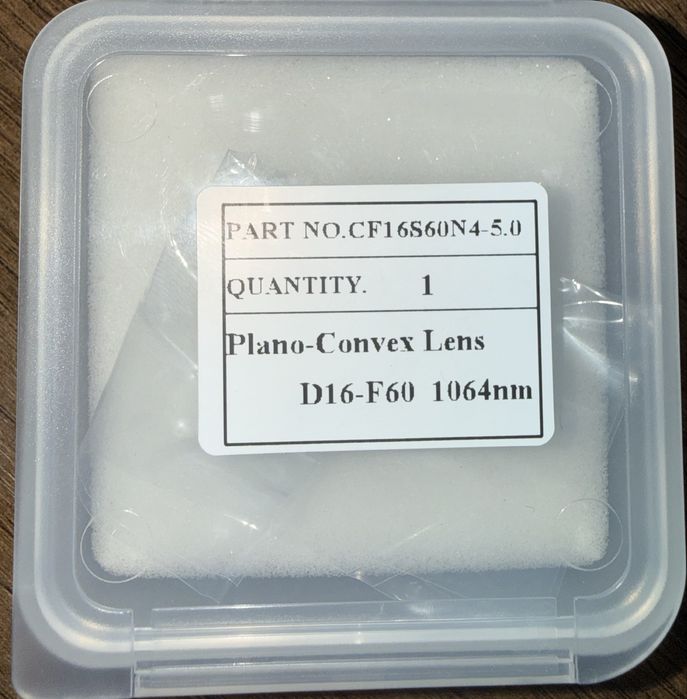 PART NO.CF16S60N4-5.0
QUANTITY. 1
Plano-Convex Lens
D16-F60 1064nm